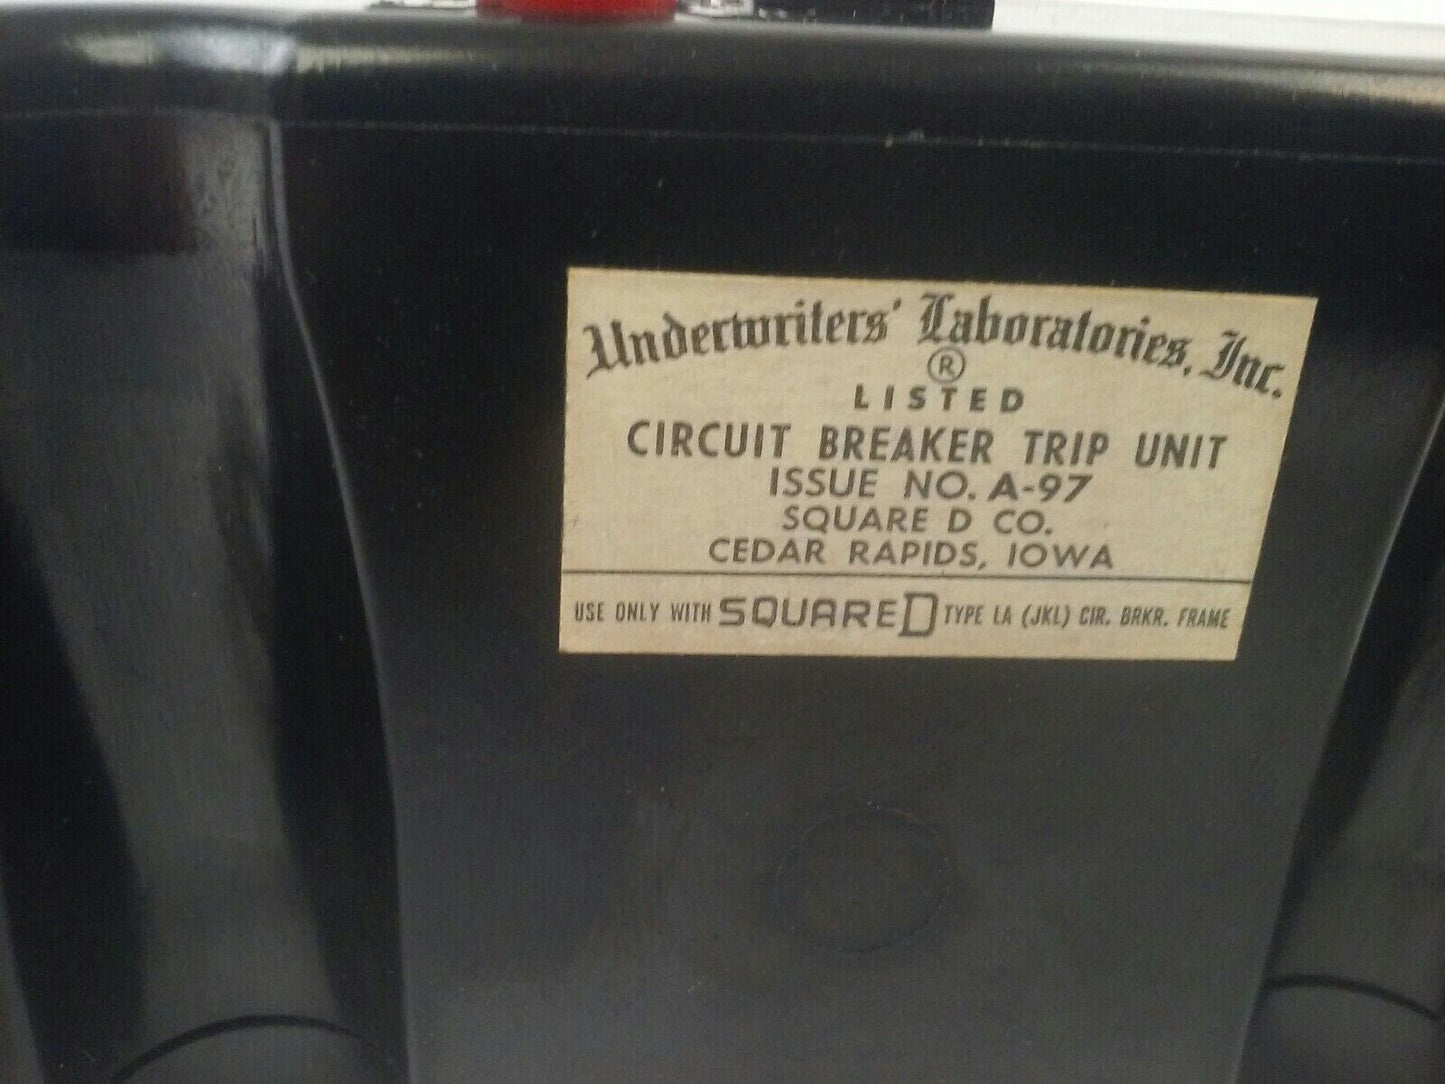 Underwriters' Laboratories, Inc.
®
LISTED
CIRCUIT BREAKER TRIP UNIT
ISSUE NO. A-97
SQUARE D CO.
CEDAR RAPIDS, IOWA
USE ONLY WITH SQUARE D TYPE LA (JKL) CIR. BRKR. FRAME